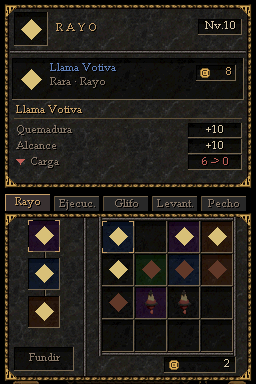 RAYO
Nv.10
Llama Votiva
8
Rara · Rayo
Llama Votiva
Quemadura +10
Alcance +10
Carga 6->0
Rayo Ejecuc. Glifo Levant. Pecho
Fundir
2